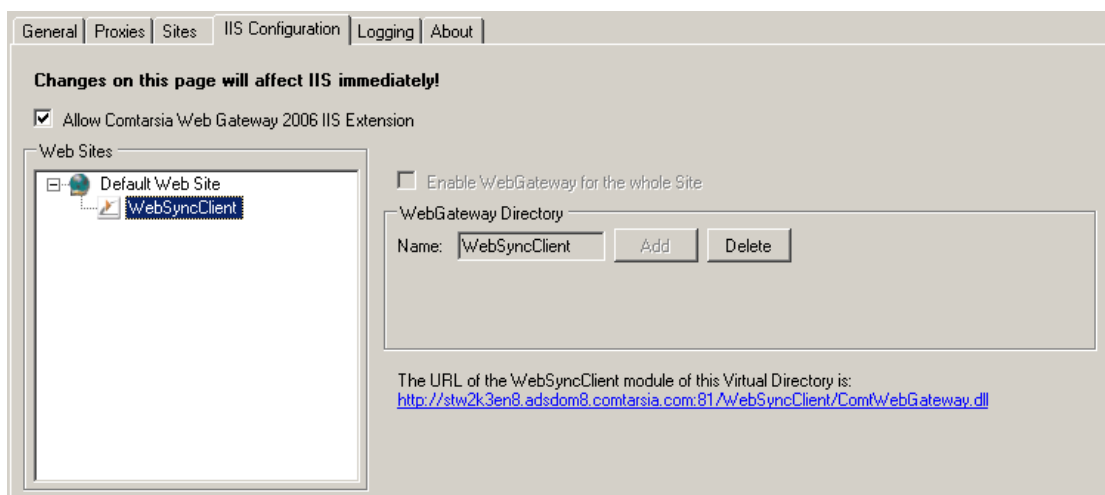 General Proxies Sites IIS Configuration Logging About
Changes on this page will affect IIS immediately!
Allow Comtarsia Web Gateway 2006 IIS Extension
Web Sites
Default Web Site
WebSyncClient
Enable WebGateway for the whole Site
WebGateway Directory
Name: WebSyncClient Add Delete
The URL of the WebSyncClient module of this Virtual Directory is:
http://stw2k3en8.adsdom8.comtarsia.com:81/WebSyncClient/ComtWebGateway.dll